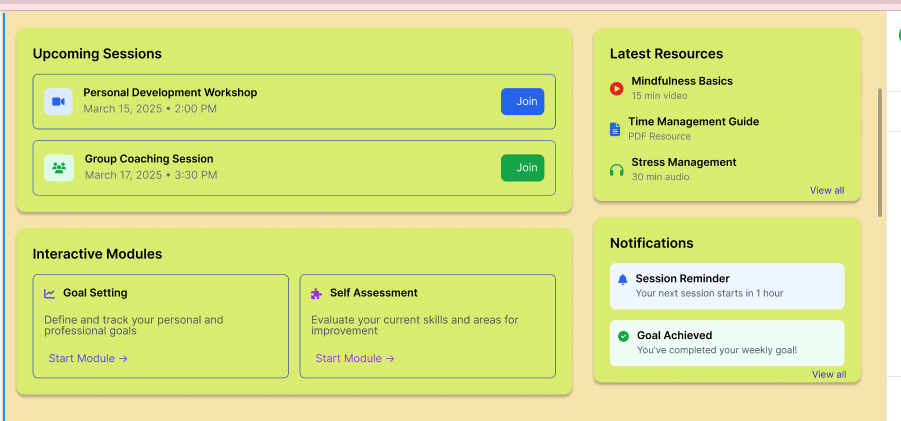 Upcoming Sessions
Personal Development Workshop
March 15, 2025 • 2:00 PM
Join
Group Coaching Session
March 17, 2025 • 3:30 PM
Join
Interactive Modules
Goal Setting
Define and track your personal and
professional goals
Start Module →
Self Assessment
Evaluate your current skills and areas for
improvement
Start Module →
Latest Resources
Mindfulness Basics
15 min video
Time Management Guide
PDF Resource
Stress Management
30 min audio
View all
Notifications
Session Reminder
Your next session starts in 1 hour
Goal Achieved
You've completed your weekly goal!
View all